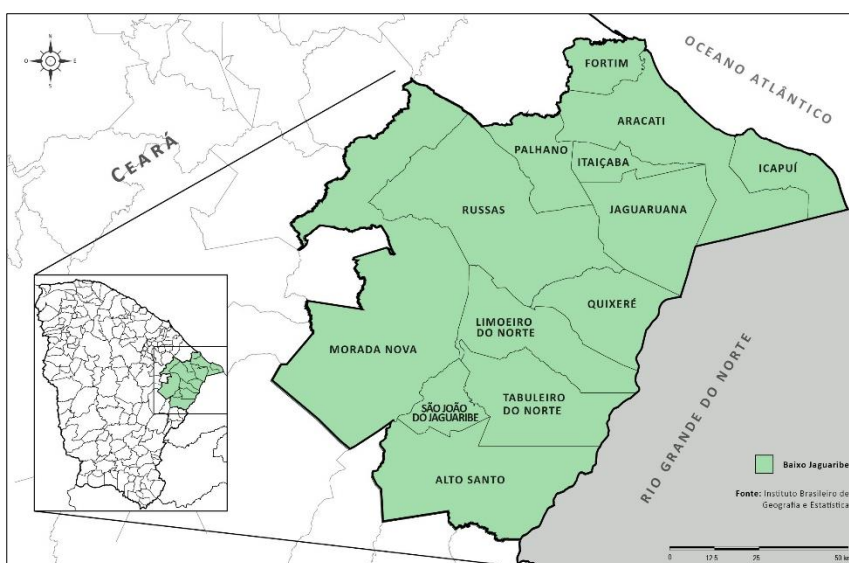 N
O
E
S
CEARÁ
OCEANO ATLÂNTICO
FORTIM
ARACATI
PALHANO
ITAIÇABA
ICAPUÍ
RUSSAS
JAGUARUANA
QUIXERÉ
LIMOEIRO
DO NORTE
MORADA NOVA
TABULEIRO
DO NORTE
SÃO JOÃO
DO JAGUARIBE
ALTO SANTO
RIO GRANDE DO NORTE
Baixo Jaguaribe
Fonte: Instituto Brasileiro de
Geografia e Estatística
0 12.5 25 50 km